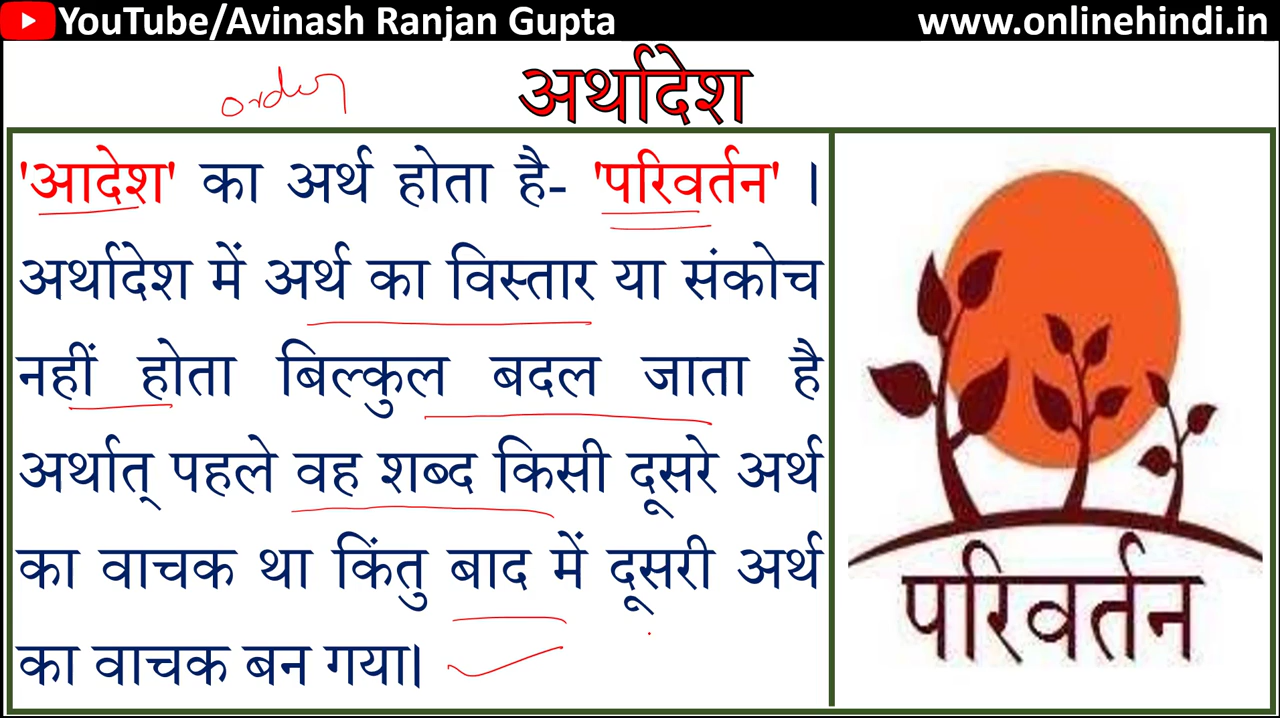 YouTube/Avinash Ranjan Gupta
www.onlinehindi.in
order
अर्थादेश
'आदेश' का अर्थ होता है- 'परिवर्तन' ।
अर्थादेश में अर्थ का विस्तार या संकोच
नहीं होता बिल्कुल बदल जाता है
अर्थात् पहले वह शब्द किसी दूसरे अर्थ
का वाचक था किंतु बाद में दूसरी अर्थ
का वाचक बन गया।
परिवर्तन